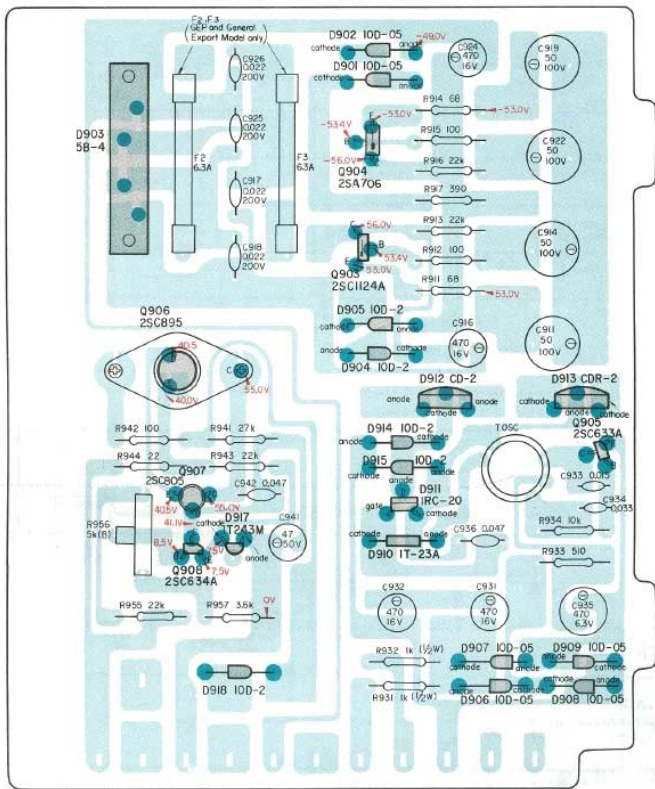 F2, F3
GEP and General
Export Model only
D902 10D-05
cathode
anode
-49.0V
D901 10D-05
cathode
anode
C924
470
16V
C919
50
100V
C926
0.022
200V
C925
0.022
200V
C917
0.022
200V
C918
0.022
200V
D903
5B-4
F2
6.3A
F3
6.3A
R914 68
-53.0V
R915 100
R916 22k
R917 390
R913 22k
R912 100
R911 68
53.0V
-53.4V
-53.0V
E
B
C
-56.0V
Q904
2SA706
C922
50
100V
C914
50
100V
C
56.0V
B
53.4V
E
53.0V
Q903
2SC1124A
D905 10D-2
cathode
anode
D904 10D-2
anode
cathode
C916
470
16V
C911
50
100V
Q906
2SC895
40.5
40.0V
C
55.0V
D912 CD-2
anode
cathode
anode
D913 CDR-2
cathode
anode
cathode
R942 100
R941 27k
R944 22
R943 22k
D914 10D-2
anode
cathode
D915 10D-2
anode
cathode
TOSC
Q905
2SC633A
Q907
2SC805
C942 0.047
40.5V
55.0V
41.1V
cathode
D917
1T243M
anode
C941
47
50V
D911
1RC-20
gate
cathode
D910 1T-23A
C933 0.015
C934
0.033
R934 10k
C936 0.047
R933 510
R956
5k(B)
8.5V
7.5V
Q908
2SC634A
R955 22k
R957 3.6k
0V
C932
470
16V
C931
470
16V
C935
470
6.3V
R932 1k (1/2W)
R931 1k (1/2W)
D907 10D-05
cathode
anode
D909 10D-05
anode
cathode
D906 10D-05
anode
cathode
D908 10D-05
cathode
anode
D918 10D-2